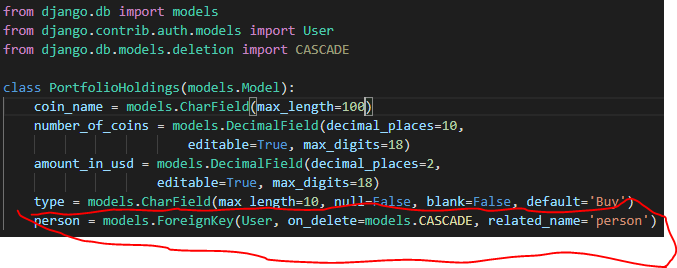 from django.db import models
from django.contrib.auth.models import User
from django.db.models.deletion import CASCADE
class PortfolioHoldings(models.Model):
coin_name = models.CharField(max_length=100)
number_of_coins = models.DecimalField(decimal_places=10,
editable=True, max_digits=18)
amount_in_usd = models.DecimalField(decimal_places=2,
editable=True, max_digits=18)
type = models.CharField(max_length=10, null=False, blank=False, default='Buy')
person = models.ForeignKey(User, on_delete=models.CASCADE, related_name='person')